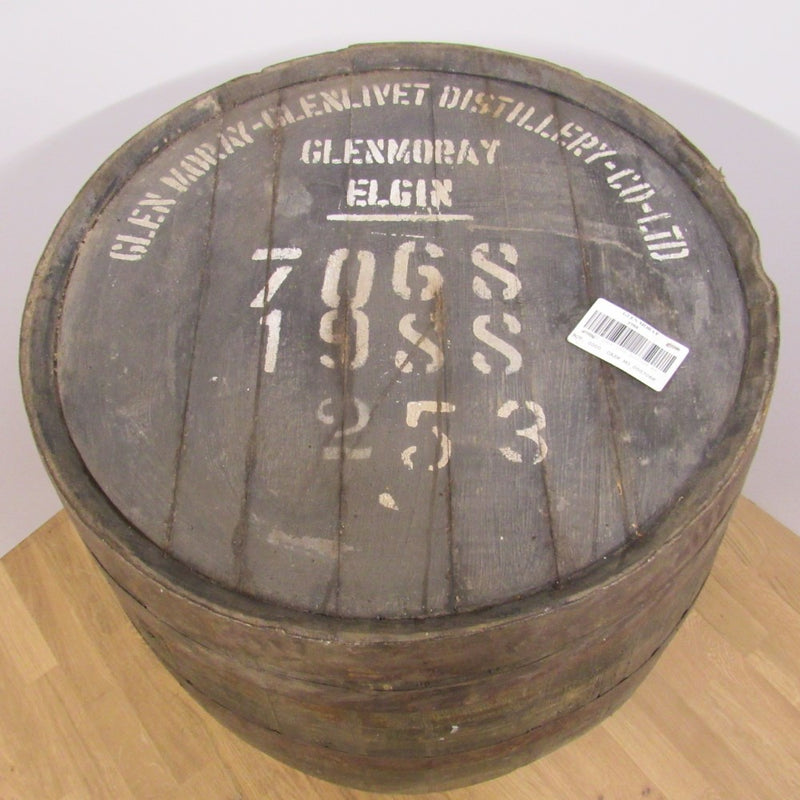 GLEN MORAY-GLENLIVET DISTILLERY-CO-LTD
GLENMORAY
ELGIN
7068
1988
253